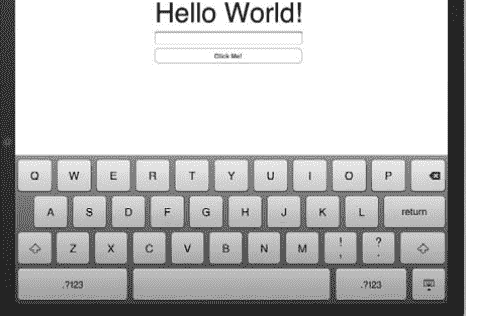 Hello World!
Click Me!
Q W E R T Y U I O P
A S D F G H J K L return
Z X C V B N M ! , ? .
.?123 .?123